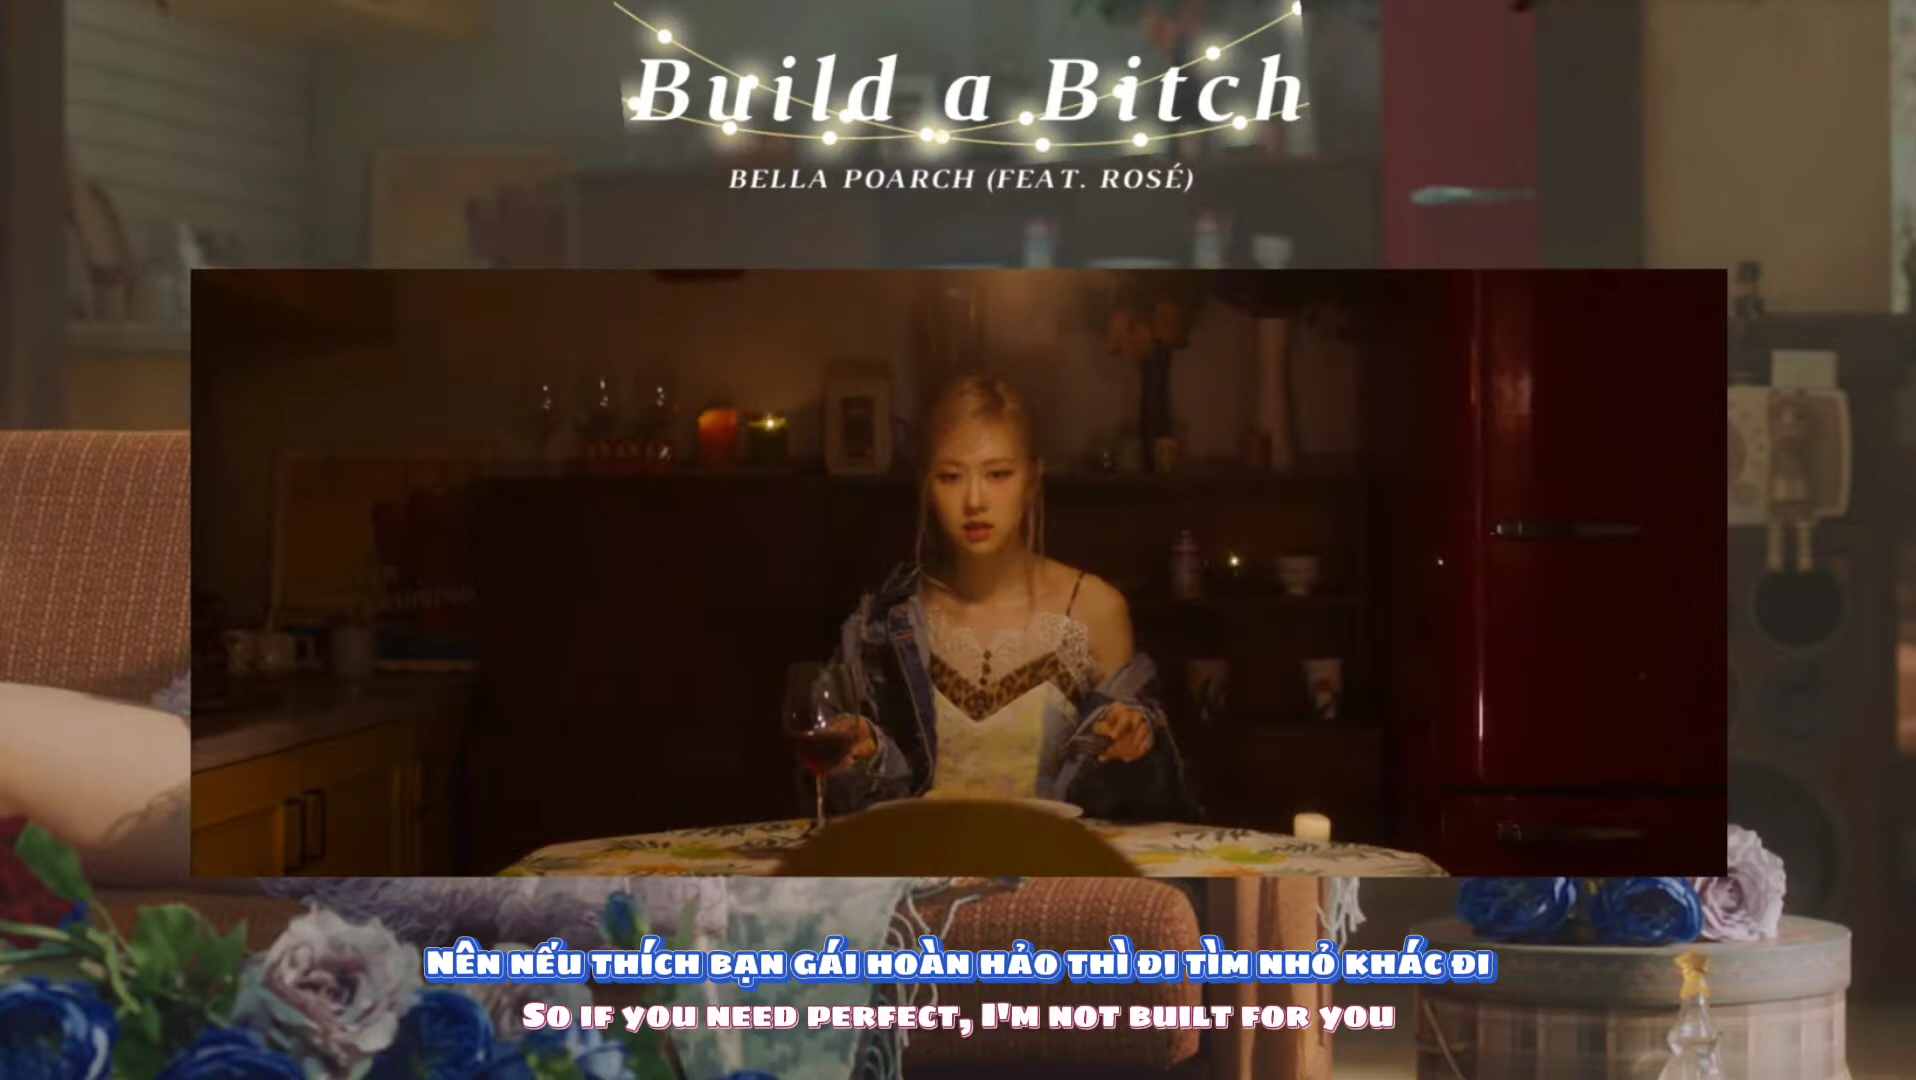 Build a Bitch
BELLA POARCH (FEAT. ROSÉ)
NÊN NẾU THÍCH BẠN GÁI HOÀN HẢO THÌ ĐI TÌM NHỎ KHÁC ĐI
SO IF YOU NEED PERFECT, I'M NOT BUILT FOR YOU